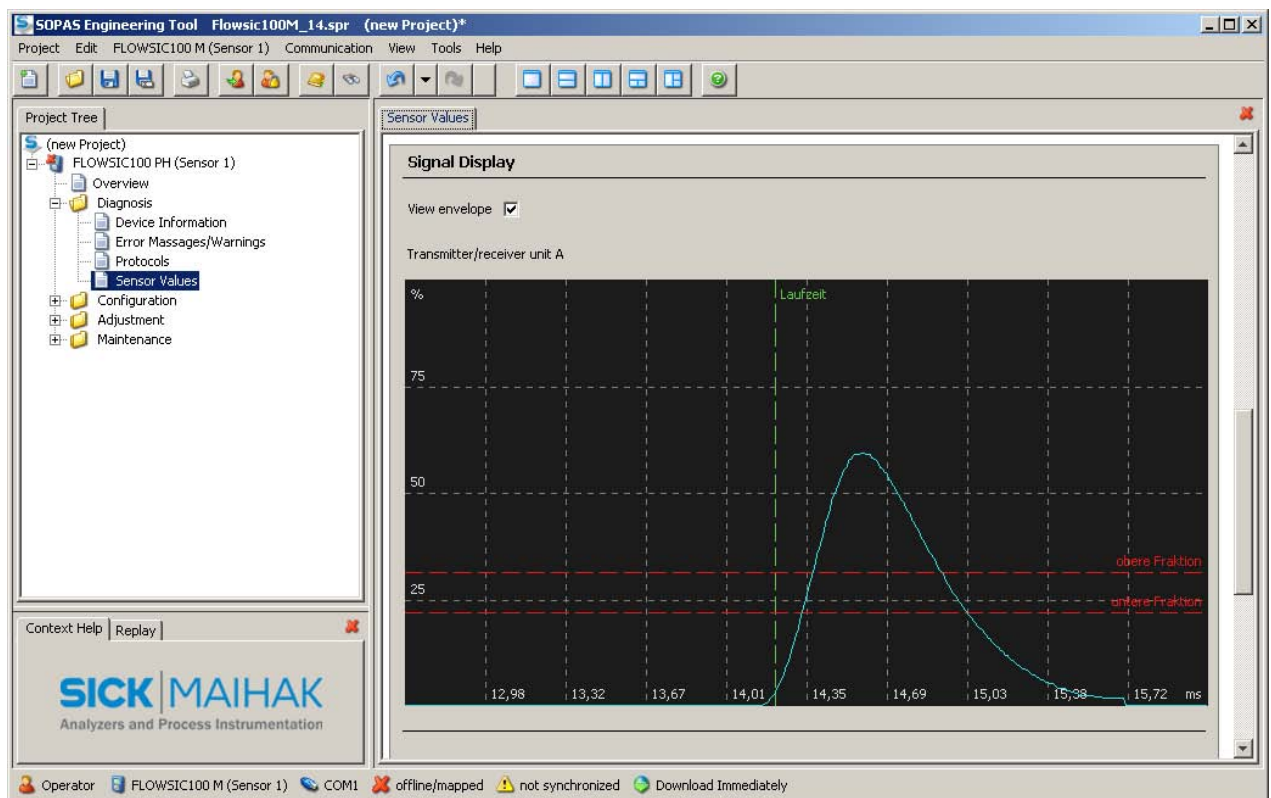 SOPAS Engineering Tool   Flowsic100M_14.spr   (new Project)*
Project   Edit   FLOWSIC100 M (Sensor 1)   Communication   View   Tools   Help
Project Tree
(new Project)
FLOWSIC100 PH (Sensor 1)
Overview
Diagnosis
Device Information
Error Massages/Warnings
Protocols
Sensor Values
Configuration
Adjustment
Maintenance
Context Help   Replay
SICK MAIHAK
Analyzers and Process Instrumentation
Sensor Values
Signal Display
View envelope
Transmitter/receiver unit A
%
Laufzeit
75
50
obere Fraktion
25
untere Fraktion
12,98   13,32   13,67   14,01   14,35   14,69   15,03   15,38   15,72   ms
Operator   FLOWSIC100 M (Sensor 1)   COM1   offline/mapped   not synchronized   Download Immediately